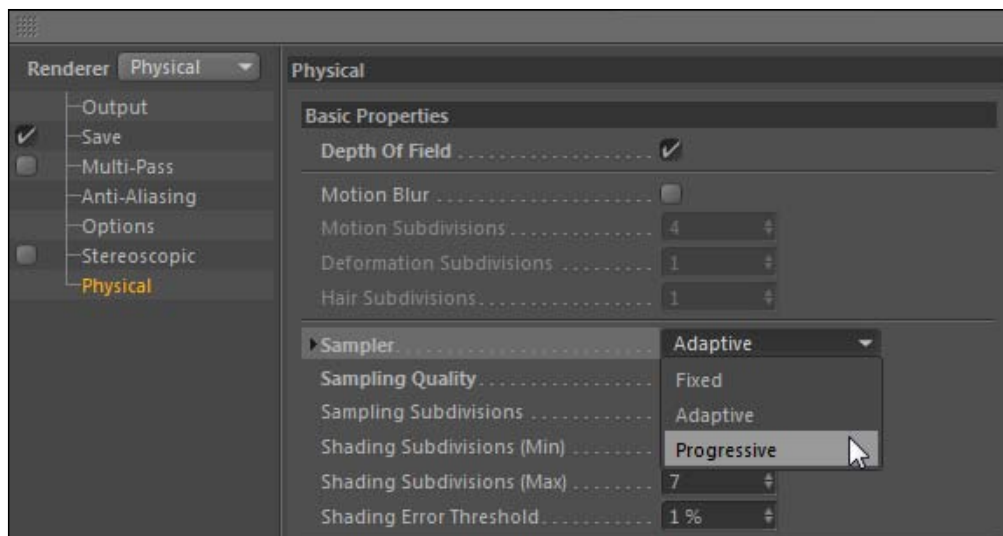 Renderer Physical
Output
Save
Multi-Pass
Anti-Aliasing
Options
Stereoscopic
Physical
Physical
Basic Properties
Depth Of Field
Motion Blur
Motion Subdivisions 4
Deformation Subdivisions 1
Hair Subdivisions 1
Sampler Adaptive
Fixed
Adaptive
Progressive
Sampling Quality
Sampling Subdivisions
Shading Subdivisions (Min)
Shading Subdivisions (Max) 7
Shading Error Threshold 1 %